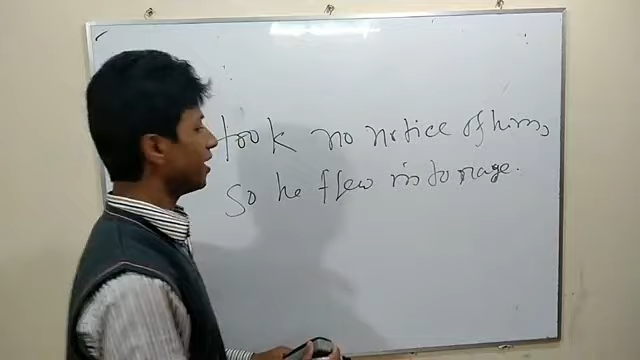 took no notice of him,
so he flew into rage.